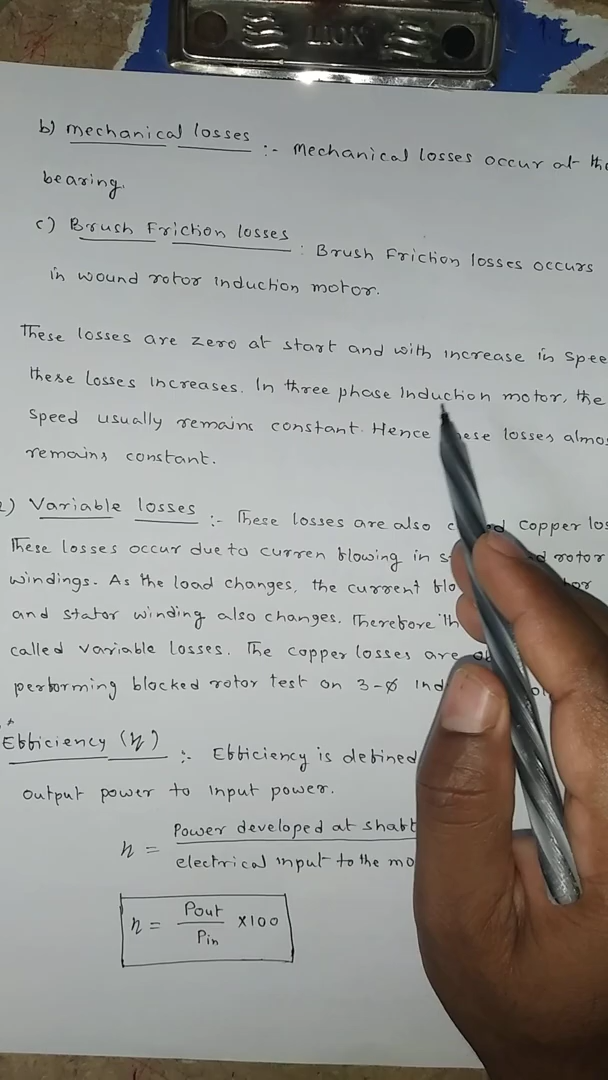 LION
b) Mechanical losses :- Mechanical losses occur at the
bearing.
c) Brush Friction losses : Brush Friction losses occurs
in wound rotor induction motor.
These losses are zero at start and with increase in Spee
these losses increases. In three phase Induction motor, the
Speed usually remains constant. Hence these losses almos
remains constant.
2) Variable losses :- These losses are also copper los
These losses occur due to curren flowing in rotor
windings. As the load changes, the current flo
and stator winding also changes. Therefore Th
called variable losses. The copper losses are
performing blocked rotor test on 3-ϕ Ind
* Efficiency (η) :- Efficiency is defined
output power to input power.
η = Power developed at shaft
electrical input to the mo
η = Pout / Pin ×100